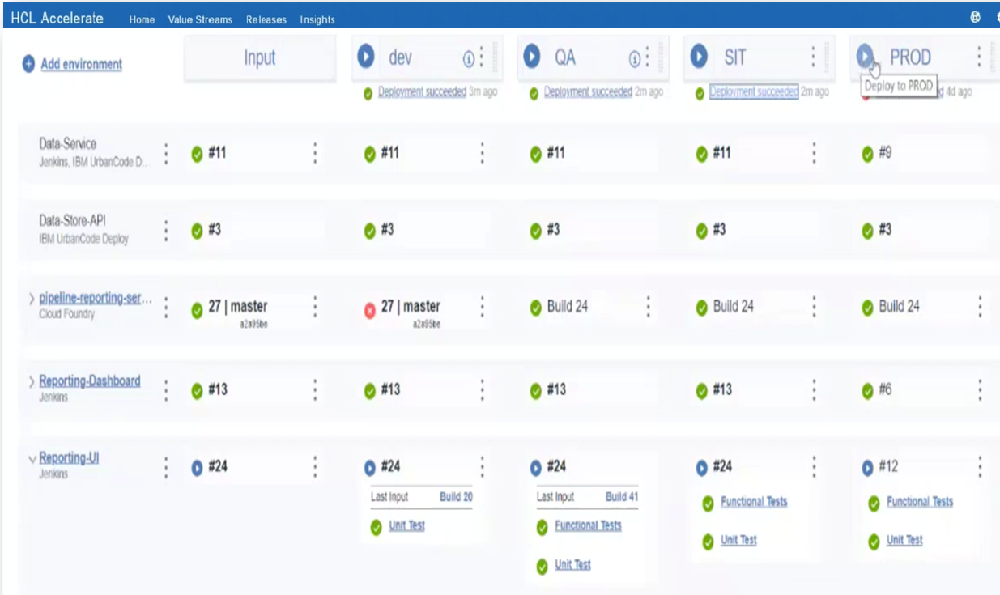 HCL Accelerate Home Value Streams Releases Insights
Add environment Input dev QA SIT PROD
Deployment succeeded 3m ago Deployment succeeded 2m ago Deployment succeeded 2m ago Deploy to PROD 4d ago
Data-Service #11 #11 #11 #11 #9
Jenkins, IBM UrbanCode D...
Data-Store-API #3 #3 #3 #3 #3
IBM UrbanCode Deploy
pipeline-reporting-ser... 27 | master 27 | master Build 24 Build 24 Build 24
Cloud Foundry a2a95be a2a95be
Reporting-Dashboard #13 #13 #13 #13 #6
Jenkins
Reporting-UI #24 #24 #24 #24 #12
Jenkins
Last Input Build 20 Last Input Build 41 Functional Tests Functional Tests
Unit Test Functional Tests Unit Test Unit Test
Unit Test